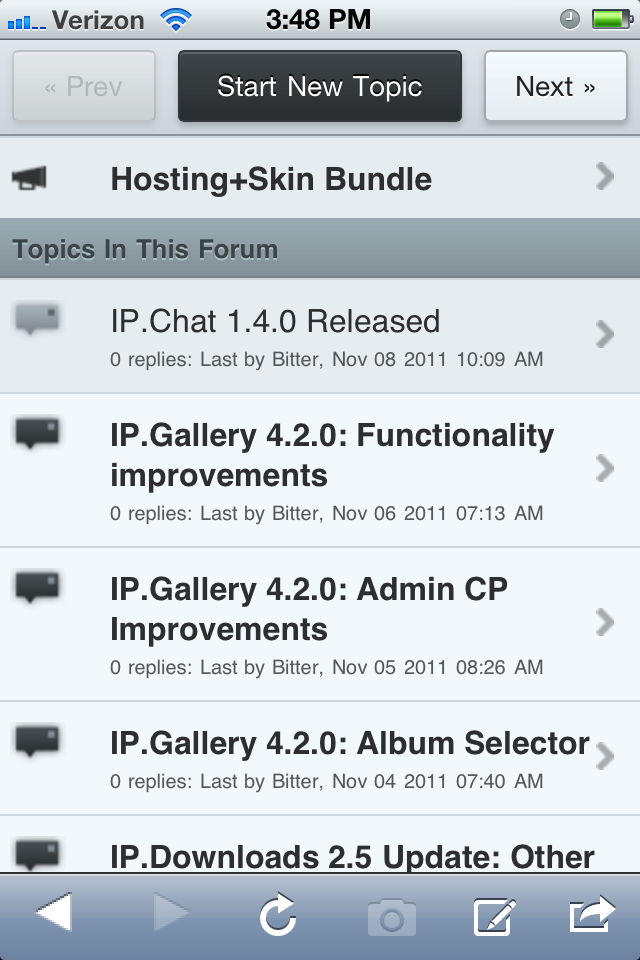 Verizon 3:48 PM
« Prev Start New Topic Next »
Hosting+Skin Bundle
Topics In This Forum
IP.Chat 1.4.0 Released
0 replies: Last by Bitter, Nov 08 2011 10:09 AM
IP.Gallery 4.2.0: Functionality
improvements
0 replies: Last by Bitter, Nov 06 2011 07:13 AM
IP.Gallery 4.2.0: Admin CP
Improvements
0 replies: Last by Bitter, Nov 05 2011 08:26 AM
IP.Gallery 4.2.0: Album Selector
0 replies: Last by Bitter, Nov 04 2011 07:40 AM
IP.Downloads 2.5 Update: Other